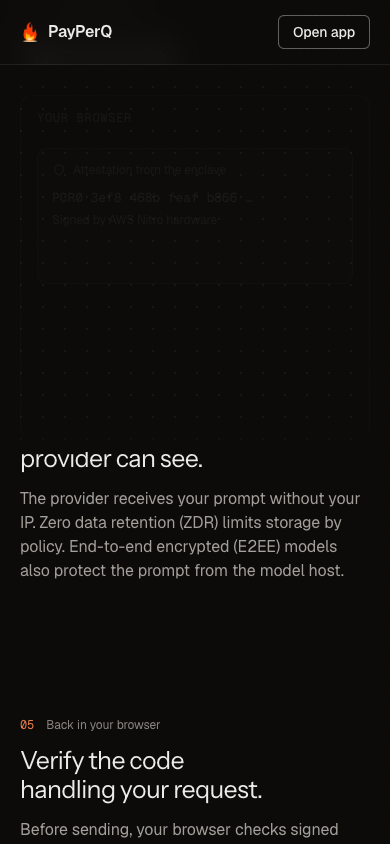 PayPerQ
Open app
YOUR BROWSER
Attestation from the enclave
PCR0·3ef8 468b feaf b866·…
Signed by AWS Nitro hardware
provider can see.
The provider receives your prompt without your
IP. Zero data retention (ZDR) limits storage by
policy. End-to-end encrypted (E2EE) models
also protect the prompt from the model host.
05 Back in your browser
Verify the code
handling your request.
Before sending, your browser checks signed